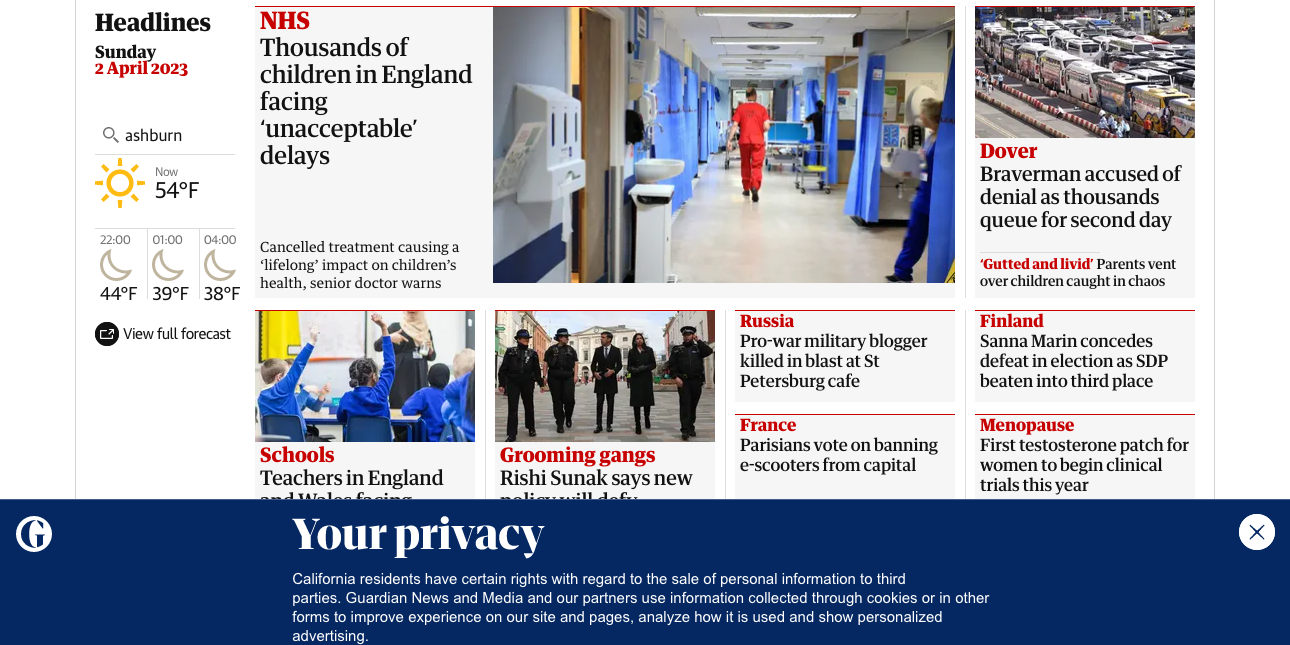 Headlines
Sunday
2 April 2023
ashburn
Now
54°F
22:00
01:00
04:00
44°F
39°F
38°F
View full forecast
NHS
Thousands of
children in England
facing
‘unacceptable’
delays
Cancelled treatment causing a
‘lifelong’ impact on children’s
health, senior doctor warns
Dover
Braverman accused of
denial as thousands
queue for second day
‘Gutted and livid’ Parents vent
over children caught in chaos
Schools
Teachers in England
and Wales facing
Grooming gangs
Rishi Sunak says new
policy will defy
Russia
Pro-war military blogger
killed in blast at St
Petersburg cafe
France
Parisians vote on banning
e-scooters from capital
Finland
Sanna Marin concedes
defeat in election as SDP
beaten into third place
Menopause
First testosterone patch for
women to begin clinical
trials this year
G
Your privacy
California residents have certain rights with regard to the sale of personal information to third
parties. Guardian News and Media and our partners use information collected through cookies or in other
forms to improve experience on our site and pages, analyze how it is used and show personalized
advertising.